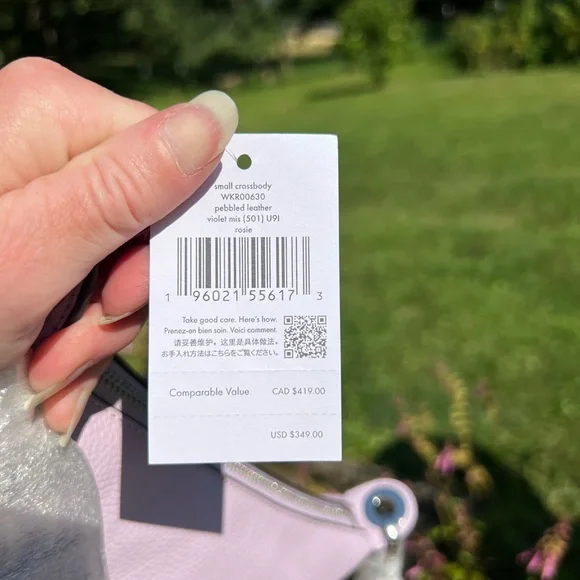 small crossbody
WKR00630
pebbled leather
violet mis (501) U9I
rosie
1 96021 55617 3
Take good care. Here's how.
Prenez-en bien soin. Voici comment.
请妥善维护。这里是具体做法。
お手入れ方法はこちらをご覧ください。
Comparable Value CAD $419.00
USD $349.00